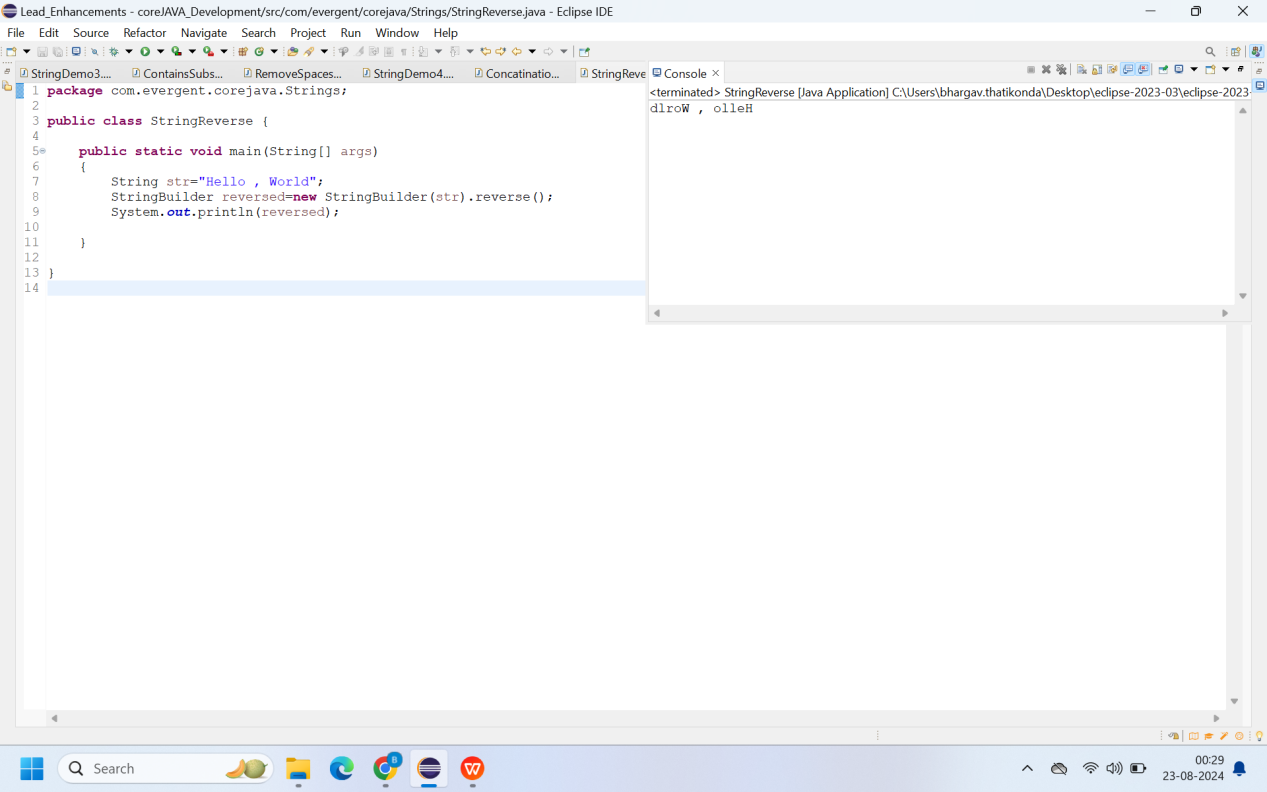 Lead_Enhancements - coreJAVA_Development/src/com/evergent/corejava/Strings/StringReverse.java - Eclipse IDE
File Edit Source Refactor Navigate Search Project Run Window Help
StringDemo3.... ContainsSubs... RemoveSpaces... StringDemo4.... Concatinatio... StringReve
Console
<terminated> StringReverse [Java Application] C:\Users\bhargav.thatikonda\Desktop\eclipse-2023-03\eclipse-2023-
dlroW , olleH
1 package com.evergent.corejava.Strings;
2
3 public class StringReverse {
4
5 public static void main(String[] args)
6 {
7 String str="Hello , World";
8 StringBuilder reversed=new StringBuilder(str).reverse();
9 System.out.println(reversed);
10
11 }
12
13 }
14
Search
B
W
00:29
23-08-2024